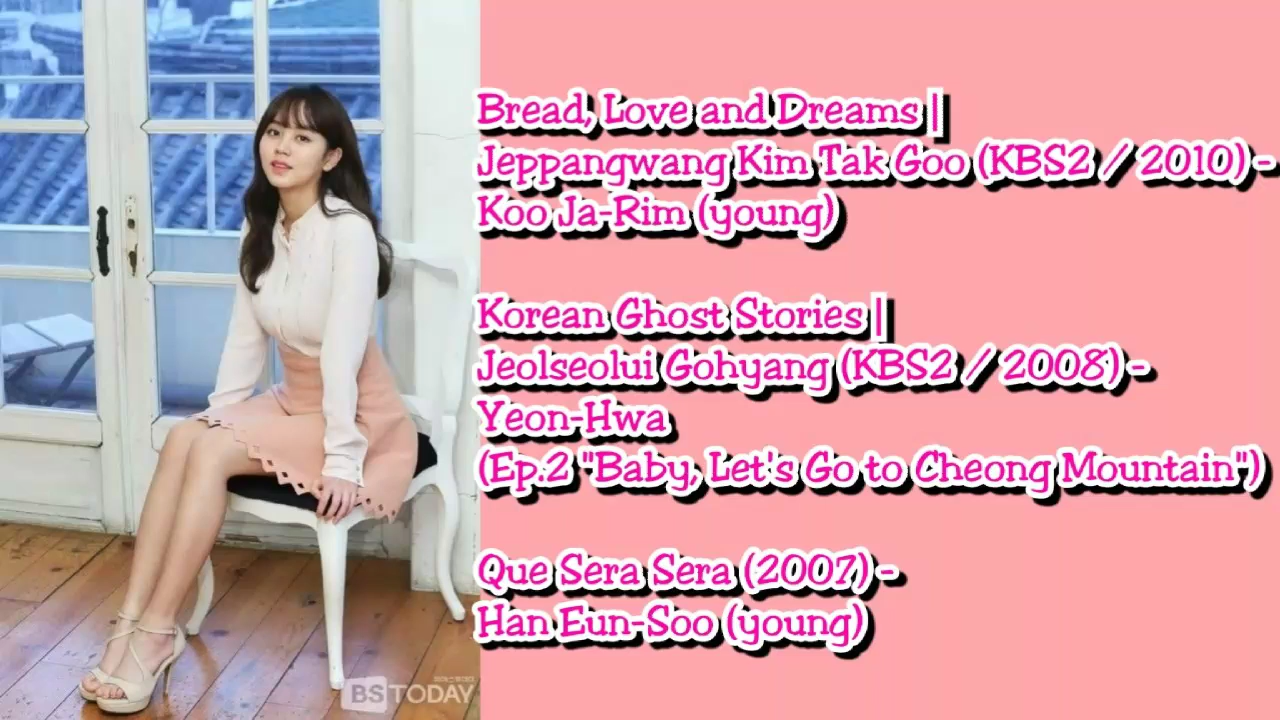 Bread, Love and Dreams |
Jeppangwang Kim Tak Goo (KBS2 / 2010) -
Koo Ja-Rim (young)
Korean Ghost Stories |
Jeolseolui Gohyang (KBS2 / 2008) -
Yeon-Hwa
(Ep.2 "Baby, Let's Go to Cheong Mountain")
Que Sera Sera (2007) -
Han Eun-Soo (young)
BSTODAY